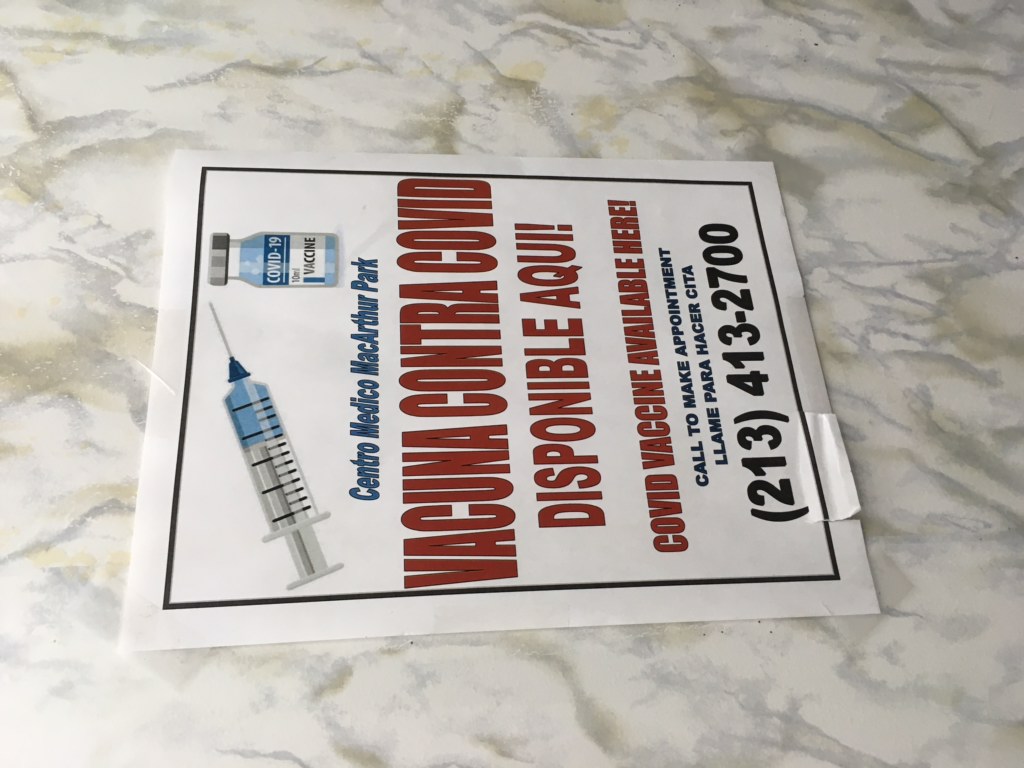 COVID-19
10ml
VACCINE
Centro Medico MacArthur Park
VACUNA CONTRA COVID
DISPONIBLE AQUI!
COVID VACCINE AVAILABLE HERE!
CALL TO MAKE APPOINTMENT
LLAME PARA HACER CITA
(213) 413-2700